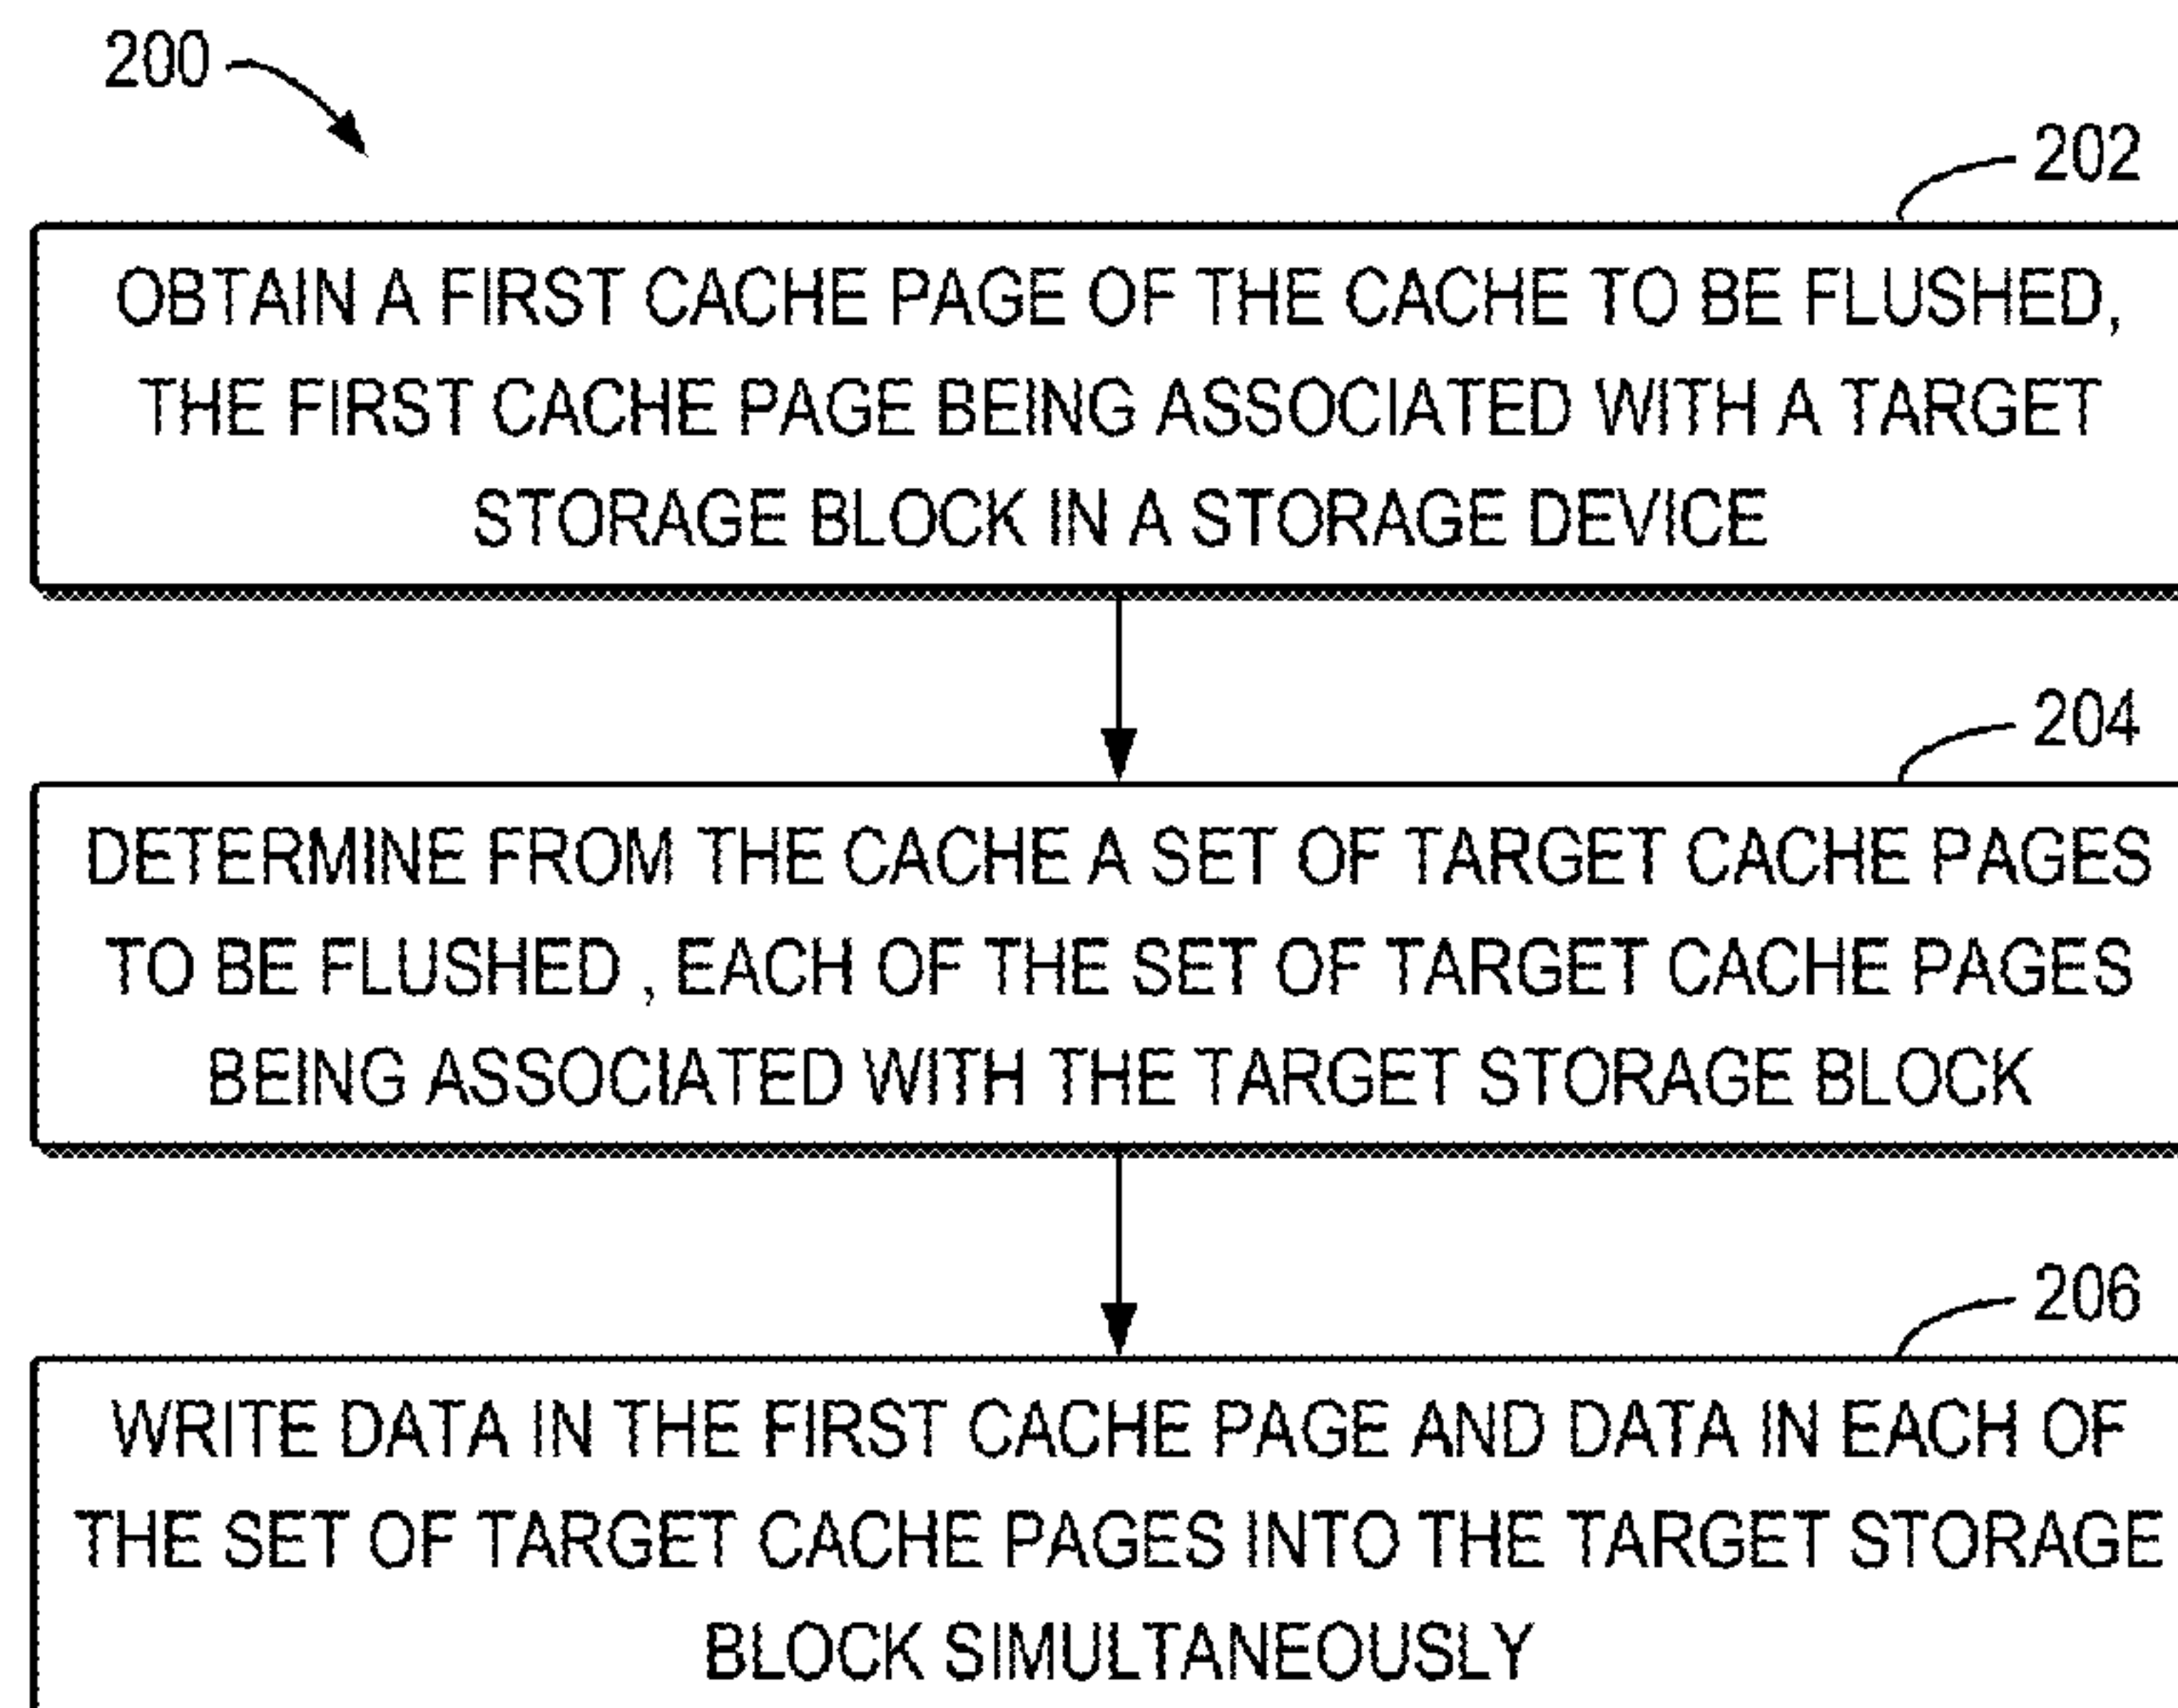 200
202
OBTAIN A FIRST CACHE PAGE OF THE CACHE TO BE FLUSHED,
THE FIRST CACHE PAGE BEING ASSOCIATED WITH A TARGET
STORAGE BLOCK IN A STORAGE DEVICE
204
DETERMINE FROM THE CACHE A SET OF TARGET CACHE PAGES
TO BE FLUSHED , EACH OF THE SET OF TARGET CACHE PAGES
BEING ASSOCIATED WITH THE TARGET STORAGE BLOCK
206
WRITE DATA IN THE FIRST CACHE PAGE AND DATA IN EACH OF
THE SET OF TARGET CACHE PAGES INTO THE TARGET STORAGE
BLOCK SIMULTANEOUSLY